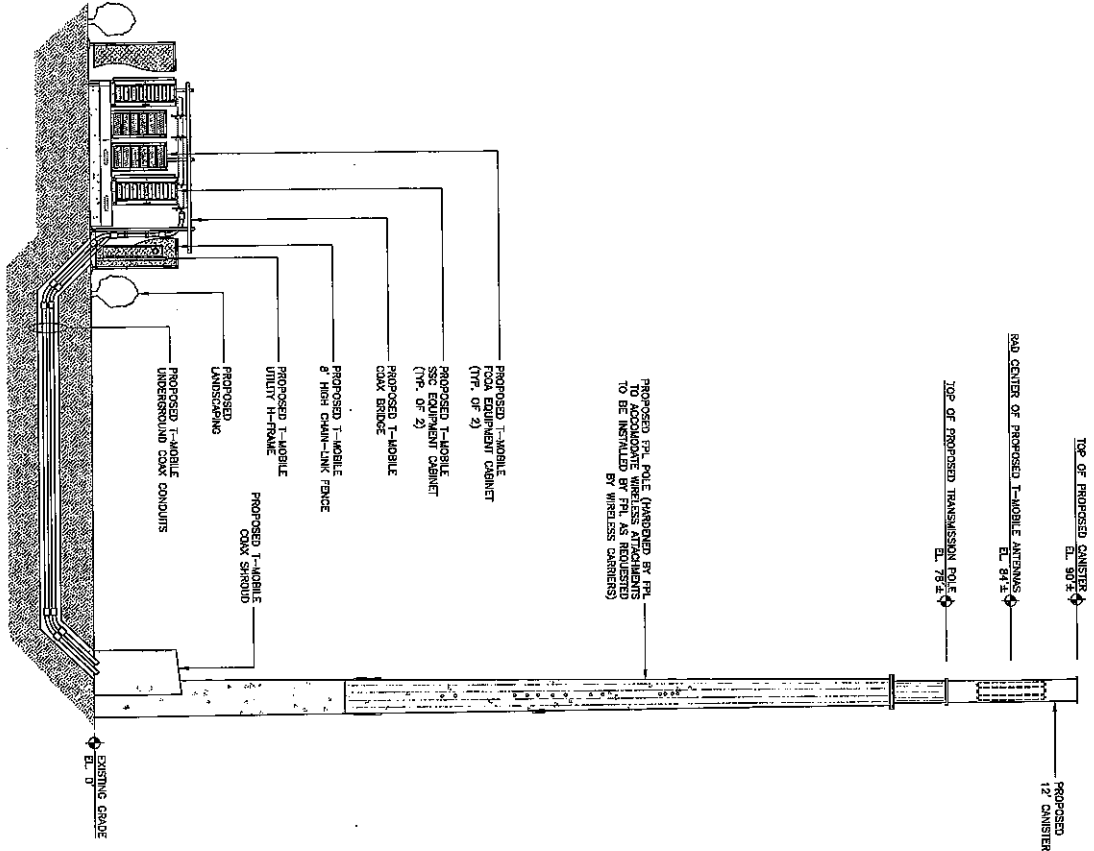 TOP OF PROPOSED CANISTER
EL. 90'±
RAD CENTER OF PROPOSED T-MOBILE ANTENNAS
EL. 84'±
TOP OF PROPOSED TRANSMISSION POLE
EL. 78'±
PROPOSED
12' CANISTER
PROPOSED FPL POLE (HARDENED BY FPL
TO ACCOMODATE WIRELESS ATTACHMENTS
TO BE INSTALLED BY FPL AS REQUESTED
BY WIRELESS CARRIERS)
PROPOSED T-MOBILE
FCOA EQUIPMENT CABINET
(TYP. OF 2)
PROPOSED T-MOBILE
SSC EQUIPMENT CABINET
(TYP. OF 2)
PROPOSED T-MOBILE
COAX BRIDGE
PROPOSED T-MOBILE
8' HIGH CHAIN-LINK FENCE
PROPOSED T-MOBILE
UTILITY H-FRAME
PROPOSED
LANDSCAPING
PROPOSED T-MOBILE
UNDERGROUND COAX CONDUITS
PROPOSED T-MOBILE
COAX SHROUD
EXISTING GRADE
EL. 0'